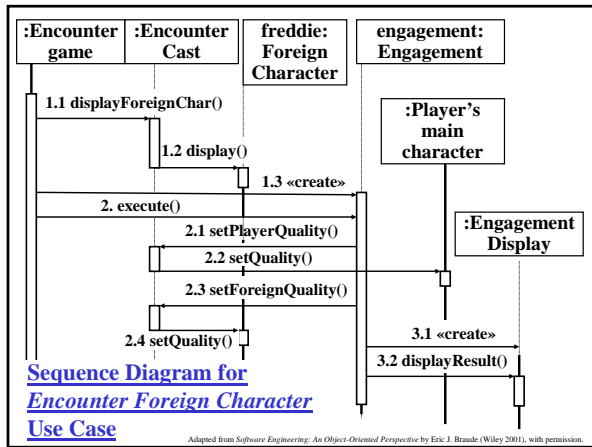 :Encounter
game
:Encounter
Cast
freddie:
Foreign
Character
engagement:
Engagement
1.1 displayForeignChar()
:Player's
main
character
1.2 display()
1.3 «create»
2. execute()
2.1 setPlayerQuality()
:Engagement
Display
2.2 setQuality()
2.3 setForeignQuality()
2.4 setQuality()
3.1 «create»
3.2 displayResult()
Sequence Diagram for
Encounter Foreign Character
Use Case
Adapted from Software Engineering: An Object-Oriented Perspective by Eric J. Braude (Wiley 2001), with permission.